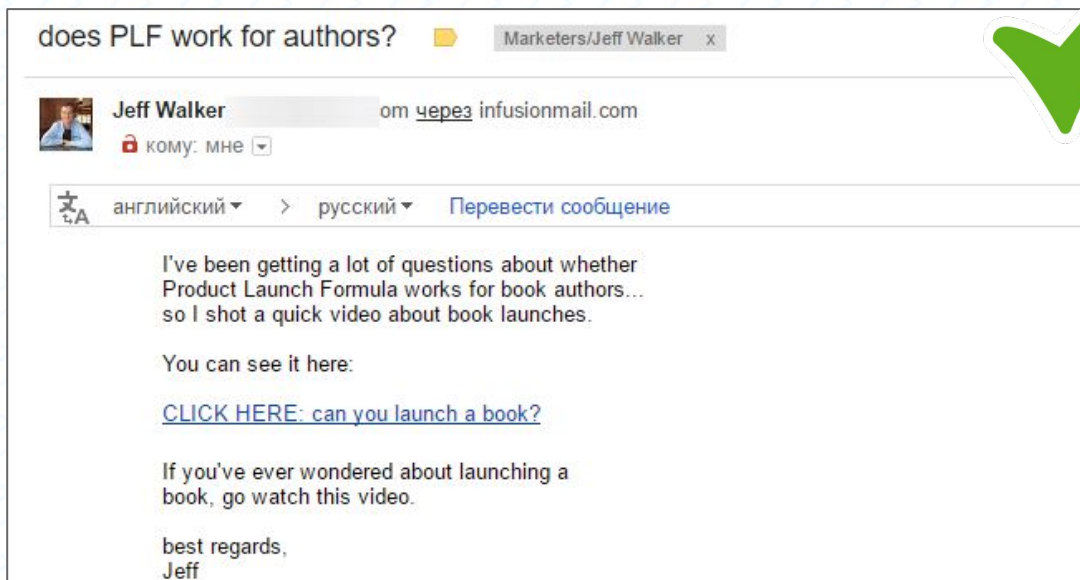 does PLF work for authors? Marketers/Jeff Walker x
Jeff Walker om через infusionmail.com
кому: мне
английский > русский Перевести сообщение
I've been getting a lot of questions about whether
Product Launch Formula works for book authors...
so I shot a quick video about book launches.
You can see it here:
CLICK HERE: can you launch a book?
If you've ever wondered about launching a
book, go watch this video.
best regards,
Jeff